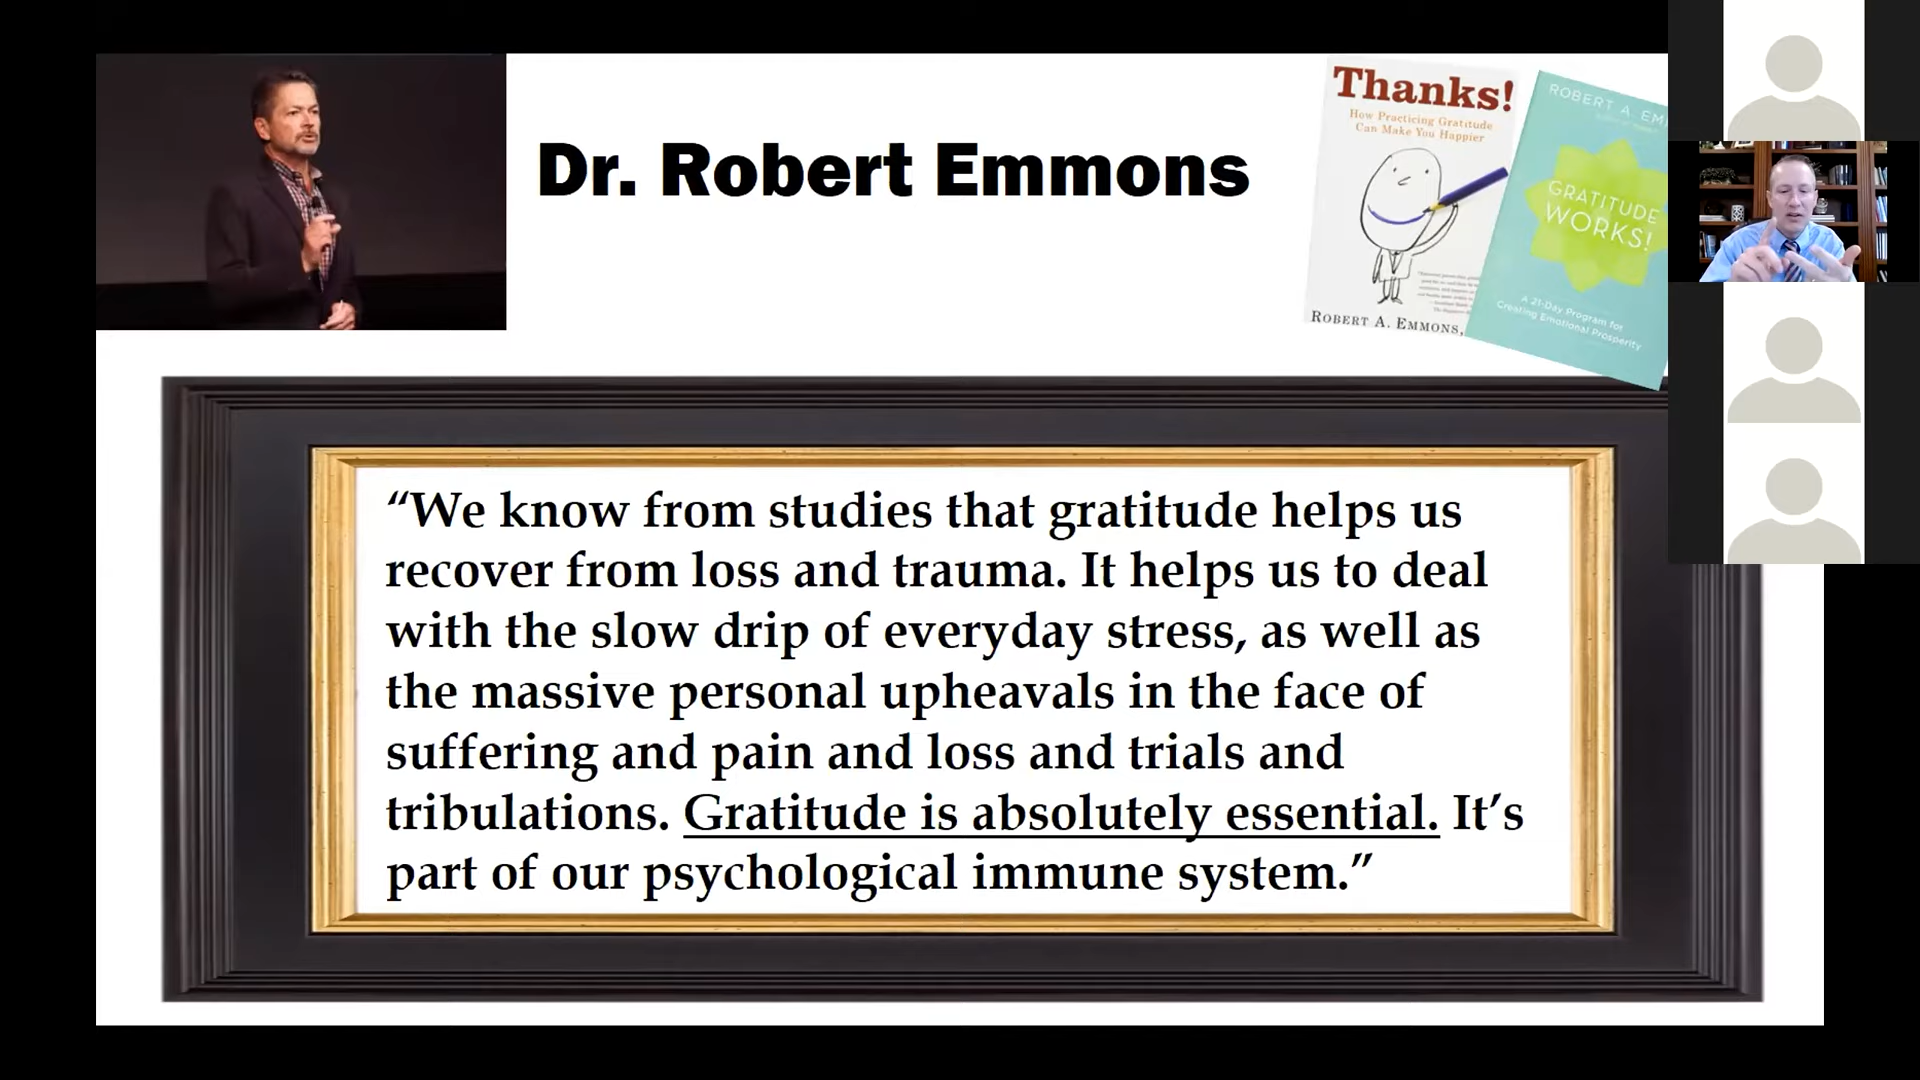 Dr. Robert Emmons
Thanks!
How Practicing Gratitude
Can Make You Happier
ROBERT A. EMMONS,
ROBERT A. EM
GRATITUDE
WORKS!
A 21-Day Program for
Creating Emotional Prosperity
“We know from studies that gratitude helps us
recover from loss and trauma. It helps us to deal
with the slow drip of everyday stress, as well as
the massive personal upheavals in the face of
suffering and pain and loss and trials and
tribulations. Gratitude is absolutely essential. It’s
part of our psychological immune system.”